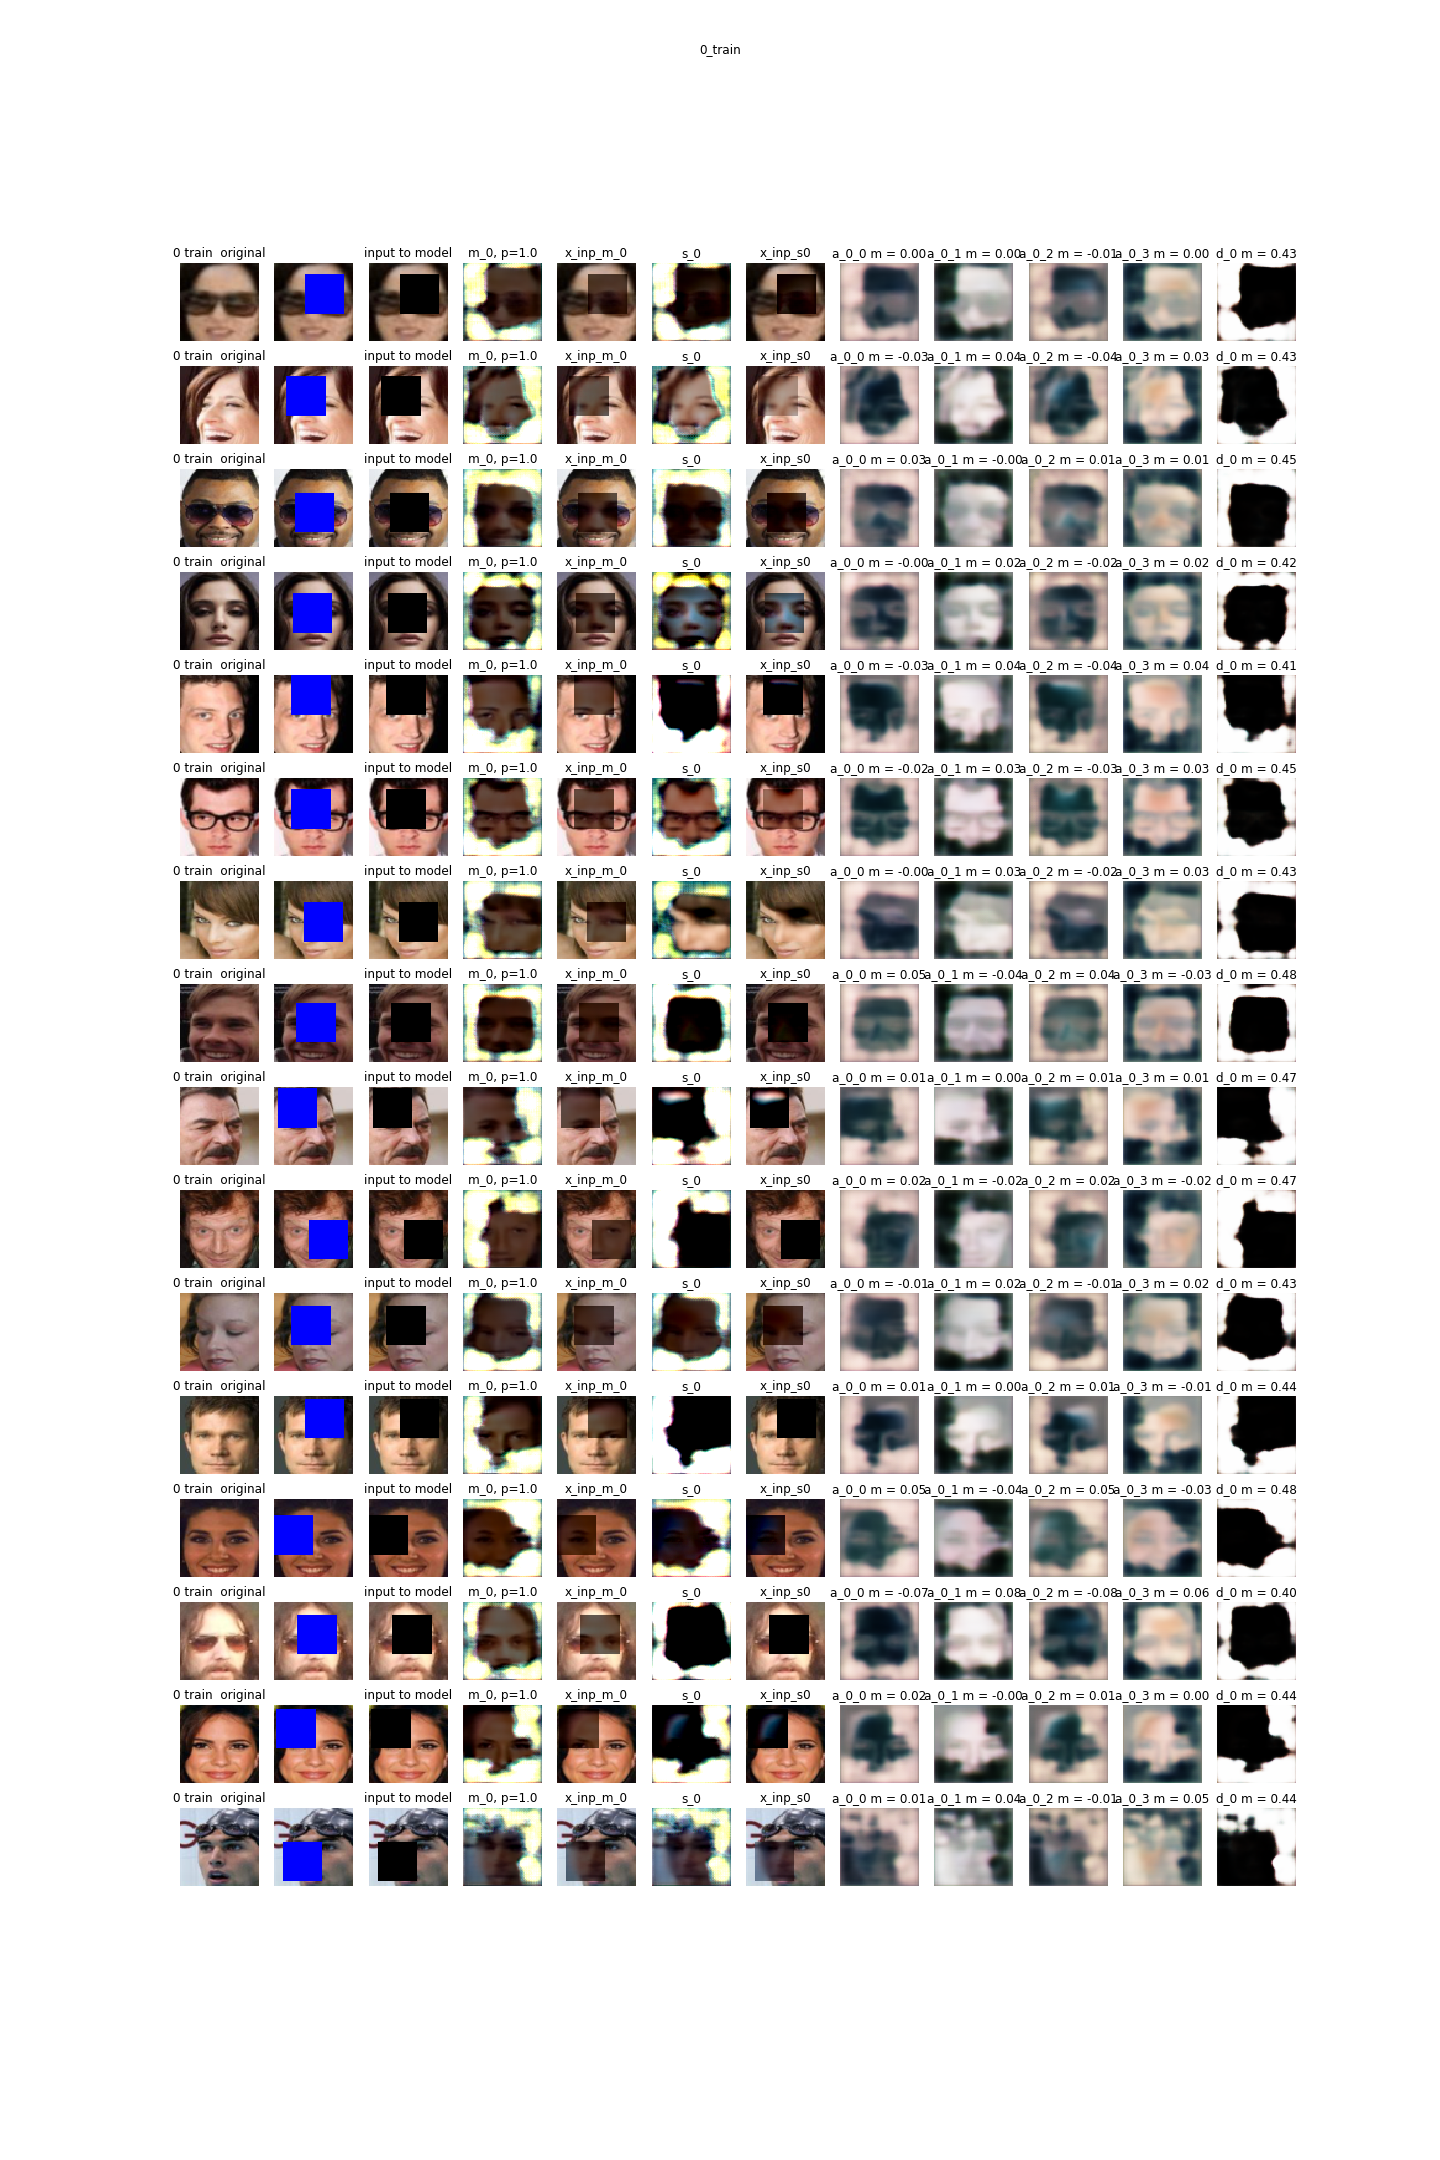 0_train
0 train  original input to model m_0, p=1.0 x_inp_m_0 s_0 x_inp_s0 a_0_0 m = 0.00 a_0_1 m = 0.00 a_0_2 m = -0.01 a_0_3 m = 0.00 d_0 m = 0.43
0 train  original input to model m_0, p=1.0 x_inp_m_0 s_0 x_inp_s0 a_0_0 m = -0.03 a_0_1 m = 0.04 a_0_2 m = -0.04 a_0_3 m = 0.03 d_0 m = 0.43
0 train  original input to model m_0, p=1.0 x_inp_m_0 s_0 x_inp_s0 a_0_0 m = 0.03 a_0_1 m = -0.00 a_0_2 m = 0.01 a_0_3 m = 0.01 d_0 m = 0.45
0 train  original input to model m_0, p=1.0 x_inp_m_0 s_0 x_inp_s0 a_0_0 m = -0.00 a_0_1 m = 0.02 a_0_2 m = -0.02 a_0_3 m = 0.02 d_0 m = 0.42
0 train  original input to model m_0, p=1.0 x_inp_m_0 s_0 x_inp_s0 a_0_0 m = -0.03 a_0_1 m = 0.04 a_0_2 m = -0.04 a_0_3 m = 0.04 d_0 m = 0.41
0 train  original input to model m_0, p=1.0 x_inp_m_0 s_0 x_inp_s0 a_0_0 m = -0.02 a_0_1 m = 0.03 a_0_2 m = -0.03 a_0_3 m = 0.03 d_0 m = 0.45
0 train  original input to model m_0, p=1.0 x_inp_m_0 s_0 x_inp_s0 a_0_0 m = -0.00 a_0_1 m = 0.03 a_0_2 m = -0.02 a_0_3 m = 0.03 d_0 m = 0.43
0 train  original input to model m_0, p=1.0 x_inp_m_0 s_0 x_inp_s0 a_0_0 m = 0.05 a_0_1 m = -0.04 a_0_2 m = 0.04 a_0_3 m = -0.03 d_0 m = 0.48
0 train  original input to model m_0, p=1.0 x_inp_m_0 s_0 x_inp_s0 a_0_0 m = 0.01 a_0_1 m = 0.00 a_0_2 m = 0.01 a_0_3 m = 0.01 d_0 m = 0.47
0 train  original input to model m_0, p=1.0 x_inp_m_0 s_0 x_inp_s0 a_0_0 m = 0.02 a_0_1 m = -0.02 a_0_2 m = 0.02 a_0_3 m = -0.02 d_0 m = 0.47
0 train  original input to model m_0, p=1.0 x_inp_m_0 s_0 x_inp_s0 a_0_0 m = -0.01 a_0_1 m = 0.02 a_0_2 m = -0.01 a_0_3 m = 0.02 d_0 m = 0.43
0 train  original input to model m_0, p=1.0 x_inp_m_0 s_0 x_inp_s0 a_0_0 m = 0.01 a_0_1 m = 0.00 a_0_2 m = 0.01 a_0_3 m = -0.01 d_0 m = 0.44
0 train  original input to model m_0, p=1.0 x_inp_m_0 s_0 x_inp_s0 a_0_0 m = 0.05 a_0_1 m = -0.04 a_0_2 m = 0.05 a_0_3 m = -0.03 d_0 m = 0.48
0 train  original input to model m_0, p=1.0 x_inp_m_0 s_0 x_inp_s0 a_0_0 m = -0.07 a_0_1 m = 0.08 a_0_2 m = -0.08 a_0_3 m = 0.06 d_0 m = 0.40
0 train  original input to model m_0, p=1.0 x_inp_m_0 s_0 x_inp_s0 a_0_0 m = 0.02 a_0_1 m = -0.00 a_0_2 m = 0.01 a_0_3 m = 0.00 d_0 m = 0.44
0 train  original input to model m_0, p=1.0 x_inp_m_0 s_0 x_inp_s0 a_0_0 m = 0.01 a_0_1 m = 0.04 a_0_2 m = -0.01 a_0_3 m = 0.05 d_0 m = 0.44